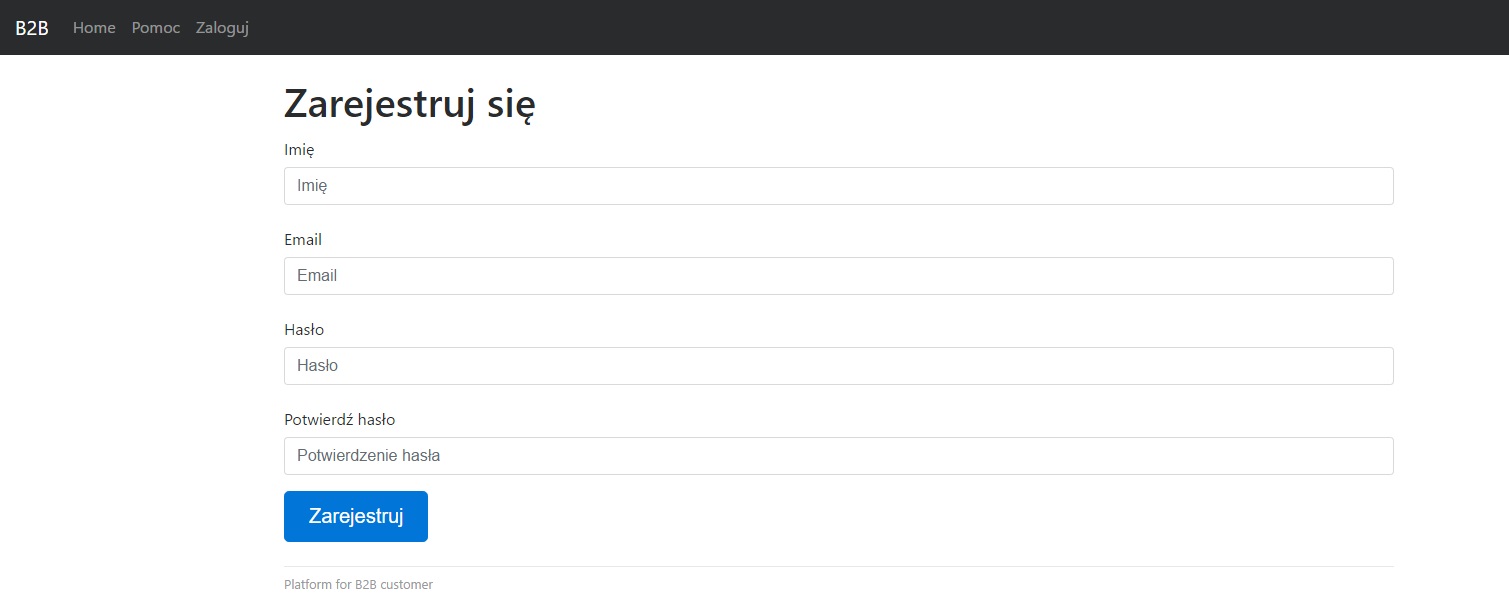 B2B Home Pomoc Zaloguj
Zarejestruj się
Imię
Imię
Email
Email
Hasło
Hasło
Potwierdź hasło
Potwierdzenie hasła
Zarejestruj
Platform for B2B customer